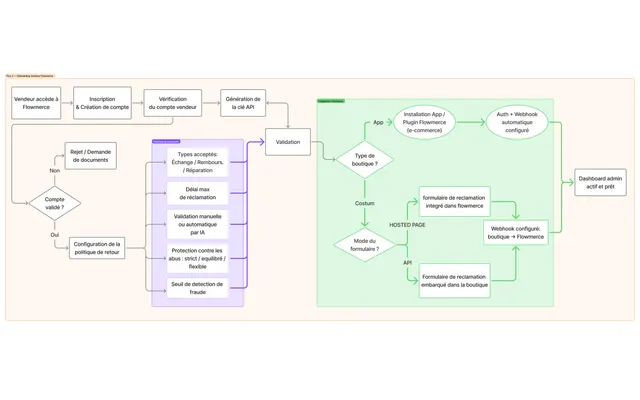 Vendeur accède à
Flowmerce
Inscription
& Création de compte
Vérification
du compte vendeur
Génération de
la clé API
Validation
Rejet / Demande
de documents
Non
Compte
validé ?
Oui
Configuration de la
politique de retour
Types acceptés:
Échange / Rembours.
/ Réparation
Délai max
de réclamation
Validation manuelle
ou automatique
par IA
Protection contre les
abus : strict / equilibré /
flexible
Seuil de detection de
fraude
App
Installation App /
Plugin Flowmerce
(e-commerce)
Auth + Webhook
automatique
configuré
Type de
boutique ?
Costum
Mode du
formulaire ?
HOSTED PAGE
formulaire de reclamation
integré dans flowmerce
API
Formulaire de reclamation
embarqué dans la boutique
Webhook configuré:
boutique → Flowmerce
Dashboard admin
actif et prêt